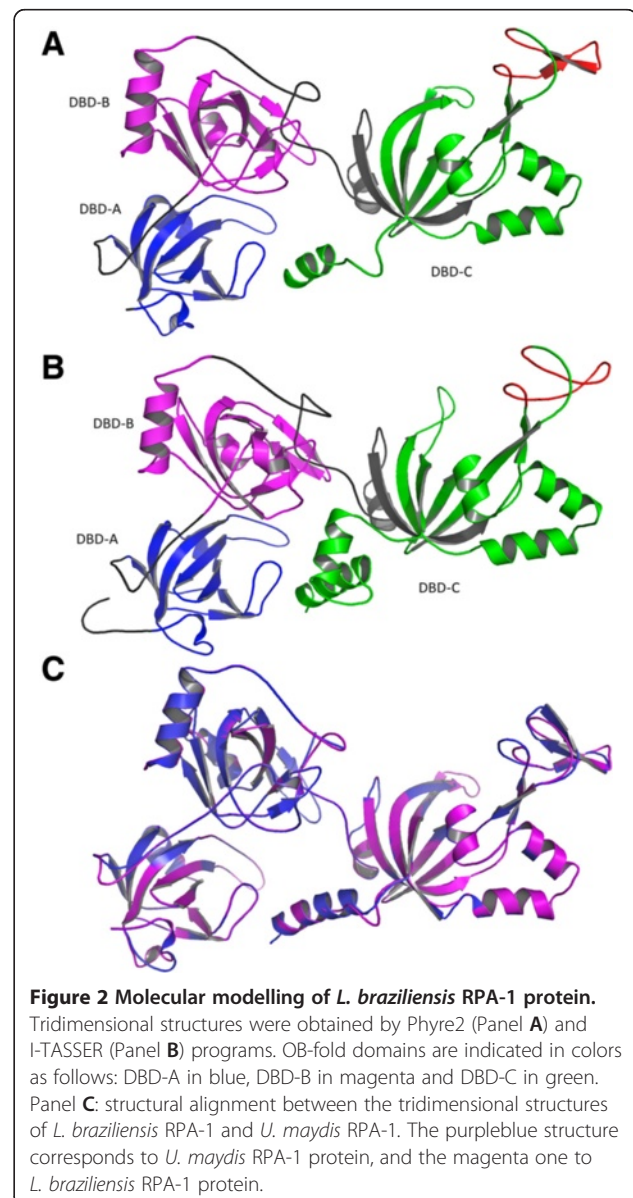 A
DBD-B
DBD-A
DBD-C
B
DBD-B
DBD-A
DBD-C
C
Figure 2 Molecular modelling of L. braziliensis RPA-1 protein.
Tridimensional structures were obtained by Phyre2 (Panel A) and
I-TASSER (Panel B) programs. OB-fold domains are indicated in colors
as follows: DBD-A in blue, DBD-B in magenta and DBD-C in green.
Panel C: structural alignment between the tridimensional structures
of L. braziliensis RPA-1 and U. maydis RPA-1. The purpleblue structure
corresponds to U. maydis RPA-1 protein, and the magenta one to
L. braziliensis RPA-1 protein.